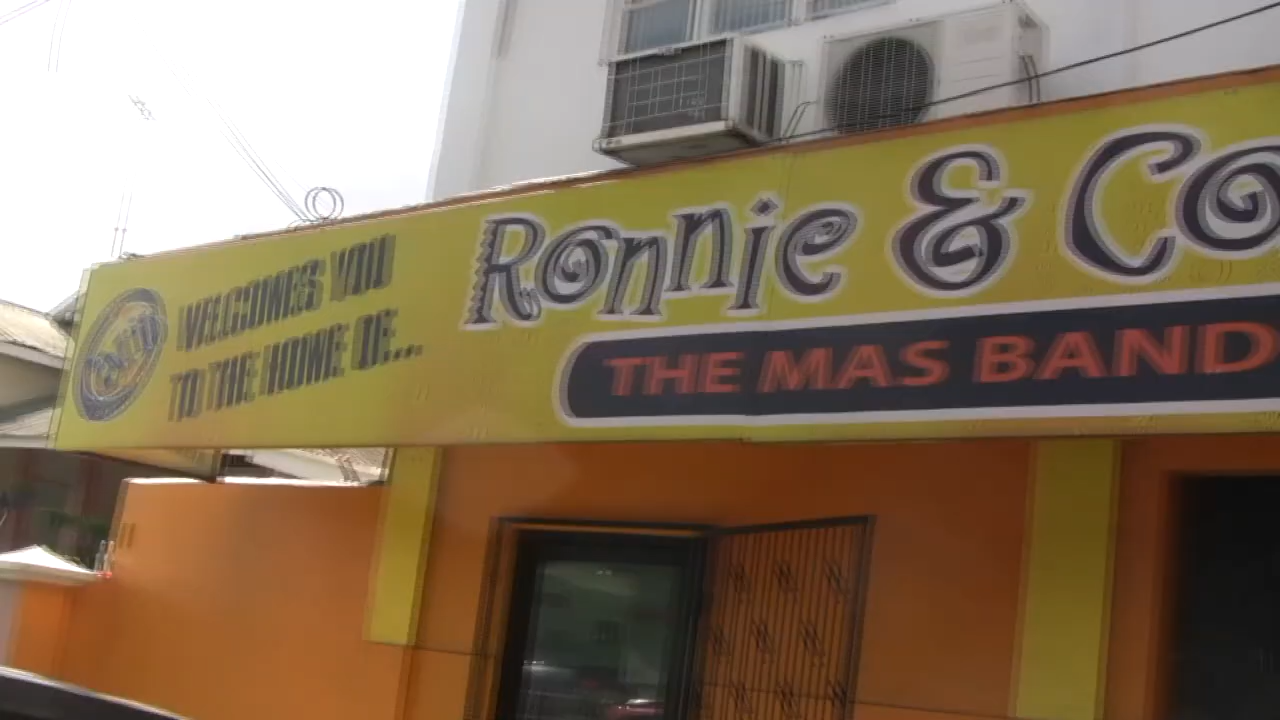 WELCOMES YOU
TO THE HOME OF...
Ronnie & Co
THE MAS BAND